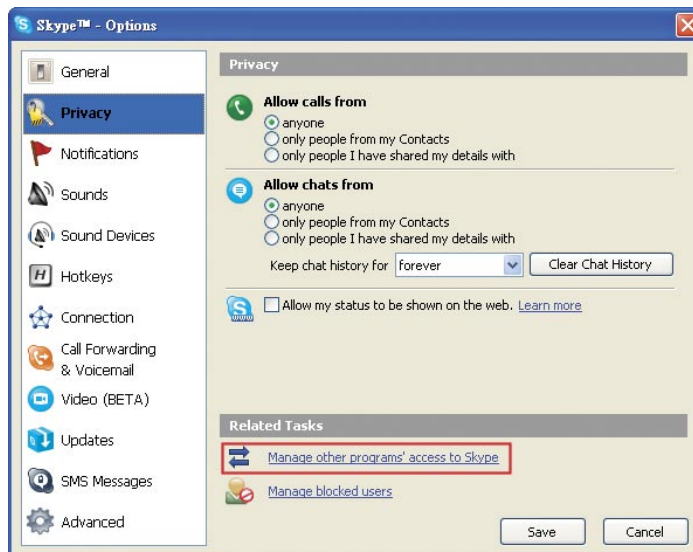 Skype™ - Options
General
Privacy
Notifications
Sounds
Sound Devices
H
Hotkeys
Connection
Call Forwarding
& Voicemail
Video (BETA)
Updates
SMS Messages
Advanced
Privacy
Allow calls from
anyone
only people from my Contacts
only people I have shared my details with
Allow chats from
anyone
only people from my Contacts
only people I have shared my details with
Keep chat history for forever Clear Chat History
Allow my status to be shown on the web. Learn more
Related Tasks
Manage other programs' access to Skype
Manage blocked users
Save Cancel